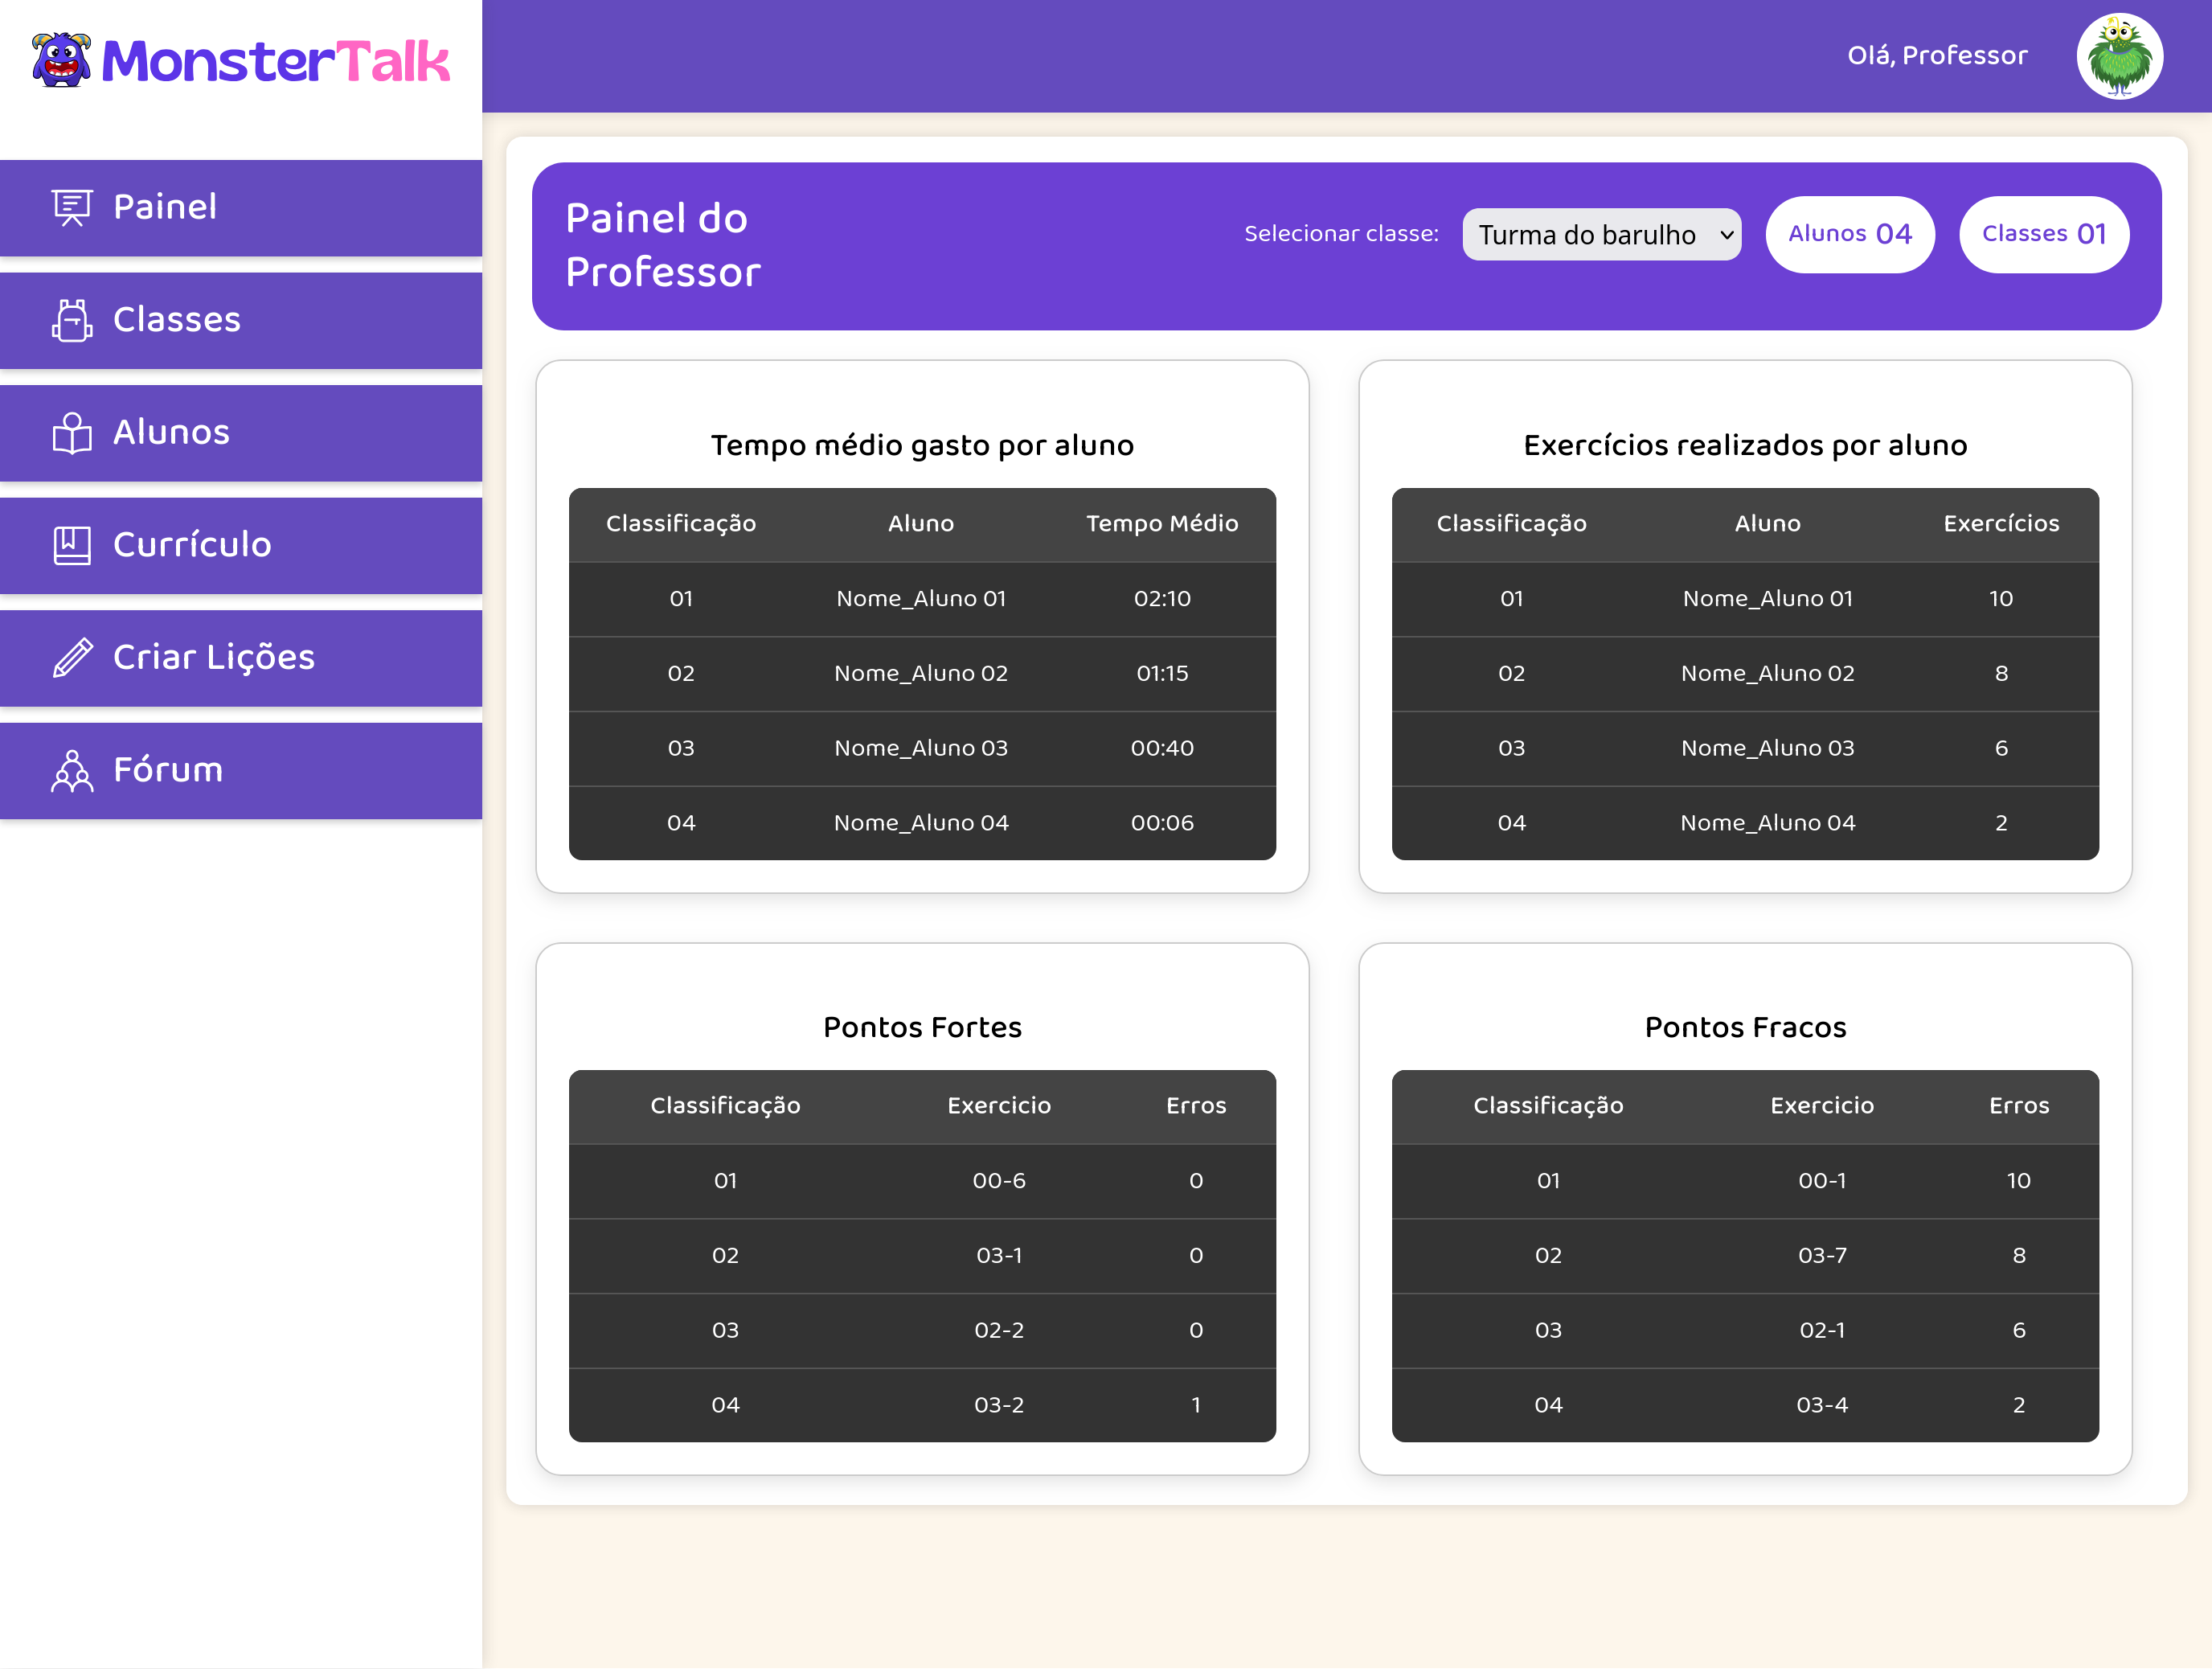 MonsterTalk
Olá, Professor
Painel
Classes
Alunos
Currículo
Criar Lições
Fórum
Painel do
Professor
Selecionar classe:
Turma do barulho
Alunos 04
Classes 01
Tempo médio gasto por aluno
Classificação Aluno Tempo Médio
01 Nome_Aluno 01 02:10
02 Nome_Aluno 02 01:15
03 Nome_Aluno 03 00:40
04 Nome_Aluno 04 00:06
Exercícios realizados por aluno
Classificação Aluno Exercícios
01 Nome_Aluno 01 10
02 Nome_Aluno 02 8
03 Nome_Aluno 03 6
04 Nome_Aluno 04 2
Pontos Fortes
Classificação Exercicio Erros
01 00-6 0
02 03-1 0
03 02-2 0
04 03-2 1
Pontos Fracos
Classificação Exercicio Erros
01 00-1 10
02 03-7 8
03 02-1 6
04 03-4 2